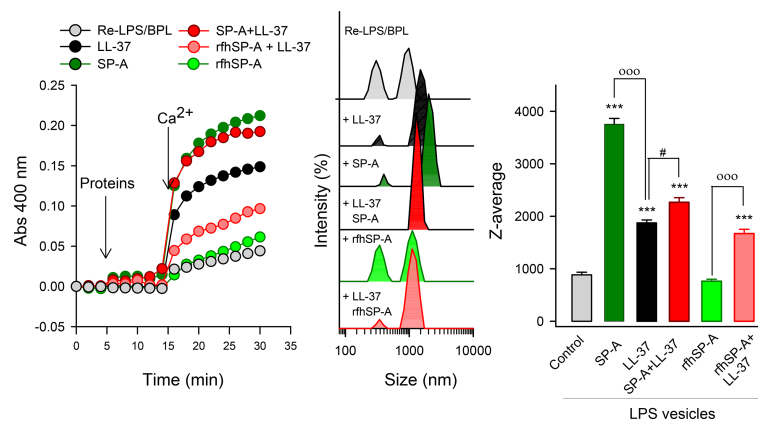 Re-LPS/BPL
LL-37
SP-A
SP-A+LL-37
rfhSP-A + LL-37
rfhSP-A
Abs 400 nm
0.25
0.20
0.15
0.10
0.05
0.00
-0.05
Proteins
Ca2+
0 5 10 15 20 25 30 35
Time (min)
Intensity (%)
Re-LPS/BPL
+ LL-37
+ SP-A
+ LL-37
SP-A
+ rfhSP-A
+ LL-37
rfhSP-A
100 1000 10000
Size (nm)
Z-average
4000
3000
2000
1000
0
ooo
***
#
***
***
ooo
***
Control
SP-A
LL-37
SP-A+LL-37
rfhSP-A
rfhSP-A+
LL-37
LPS vesicles